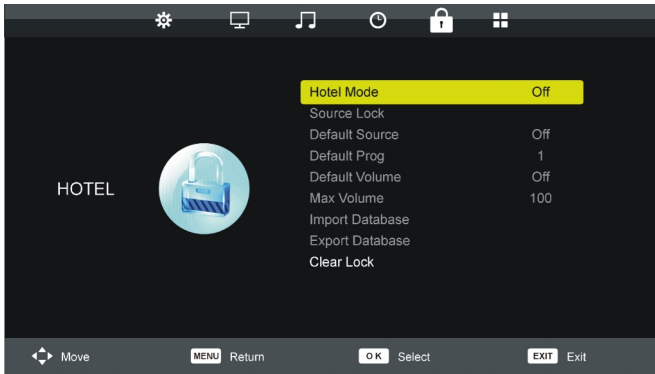 Hotel Mode Off
Source Lock
Default Source Off
Default Prog 1
Default Volume Off
HOTEL
Max Volume 100
Import Database
Export Database
Clear Lock
Move MENU Return OK Select EXIT Exit